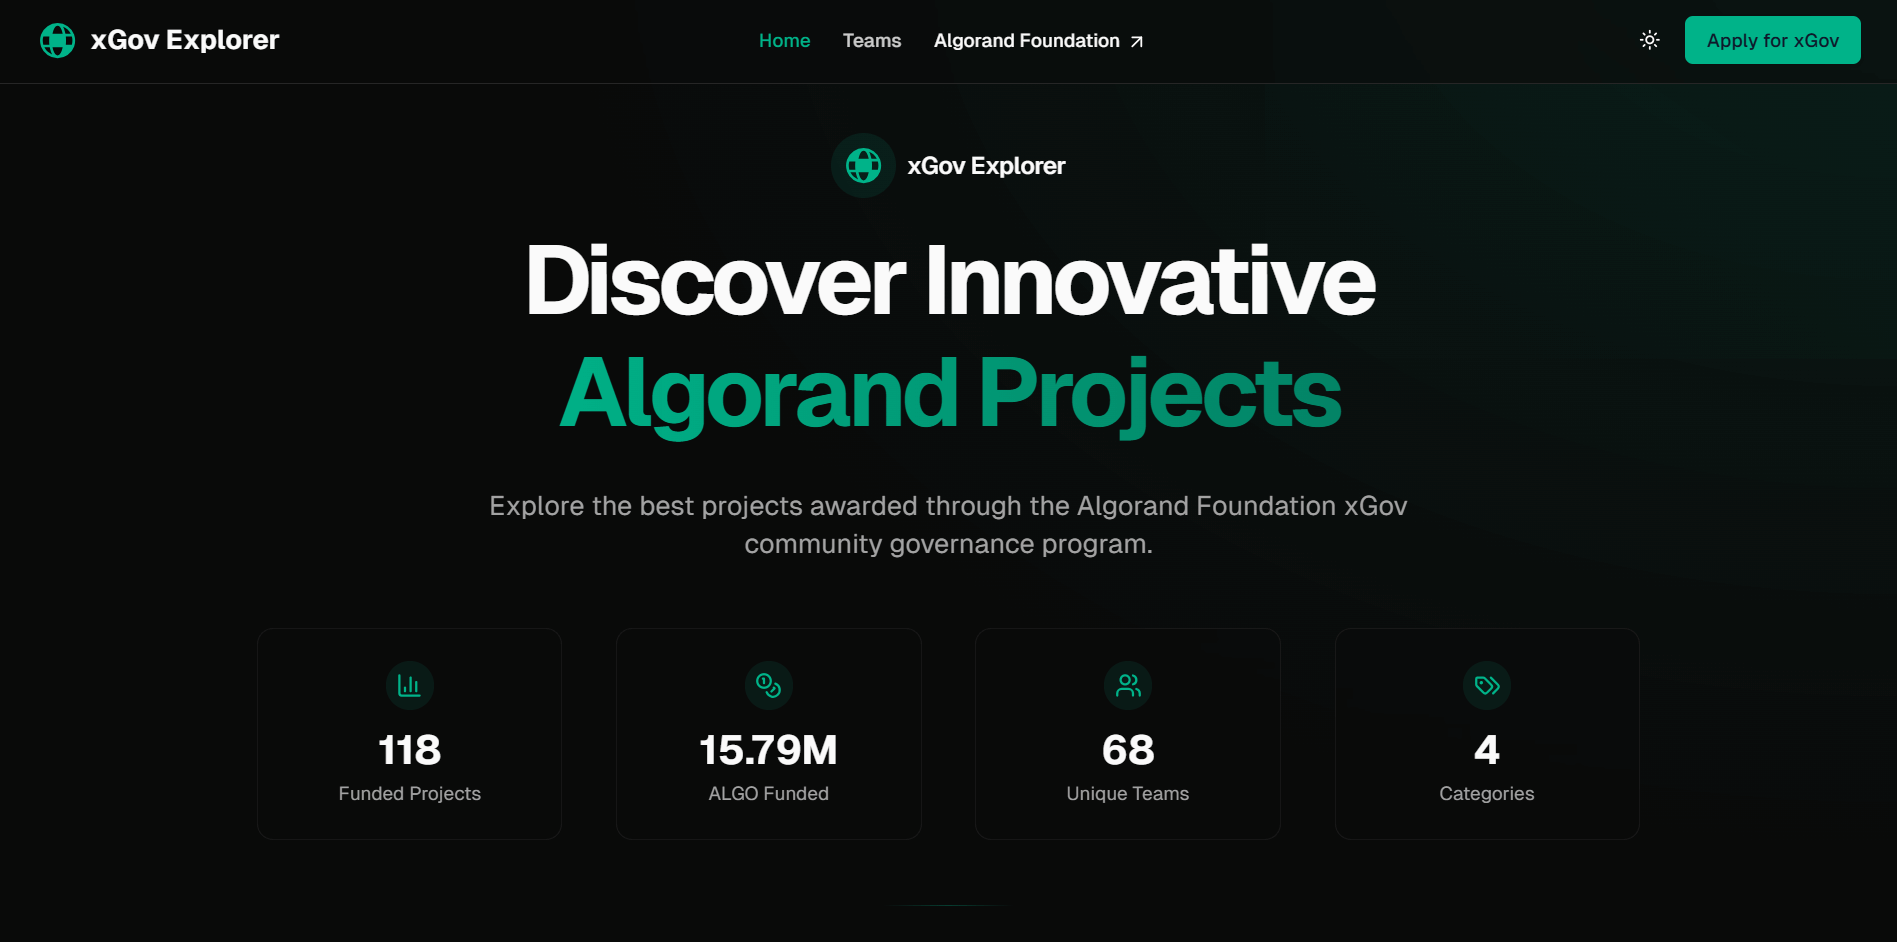 xGov Explorer
Home
Teams
Algorand Foundation
Apply for xGov
xGov Explorer
Discover Innovative
Algorand Projects
Explore the best projects awarded through the Algorand Foundation xGov
community governance program.
118
Funded Projects
15.79M
ALGO Funded
68
Unique Teams
4
Categories